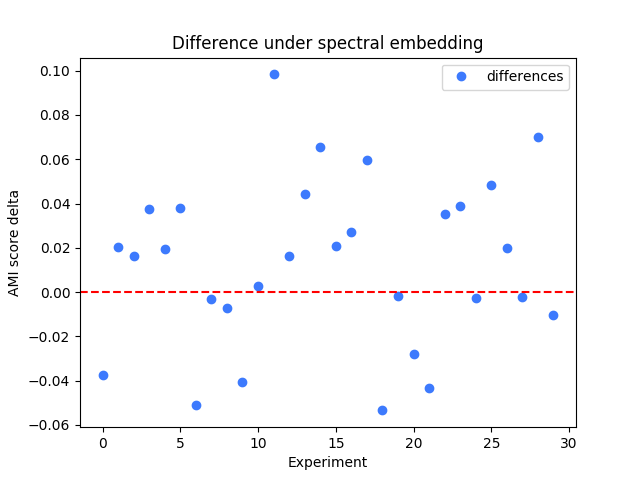 Difference under spectral embedding
differences
AMI score delta
0.10
0.08
0.06
0.04
0.02
0.00
−0.02
−0.04
−0.06
0 5 10 15 20 25 30
Experiment